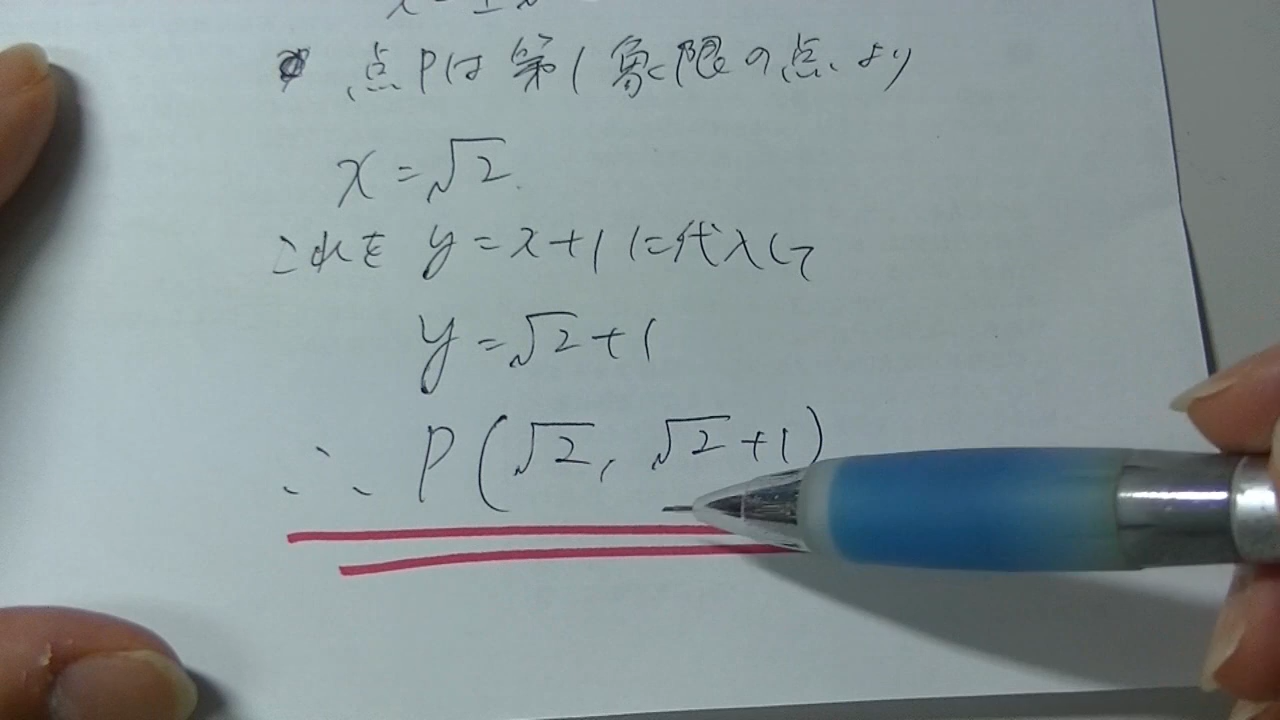 点Pは第1象限の点より
x=√2.
これを y=x+1に代入して
y=√2+1
∴ P(√2, √2+1)